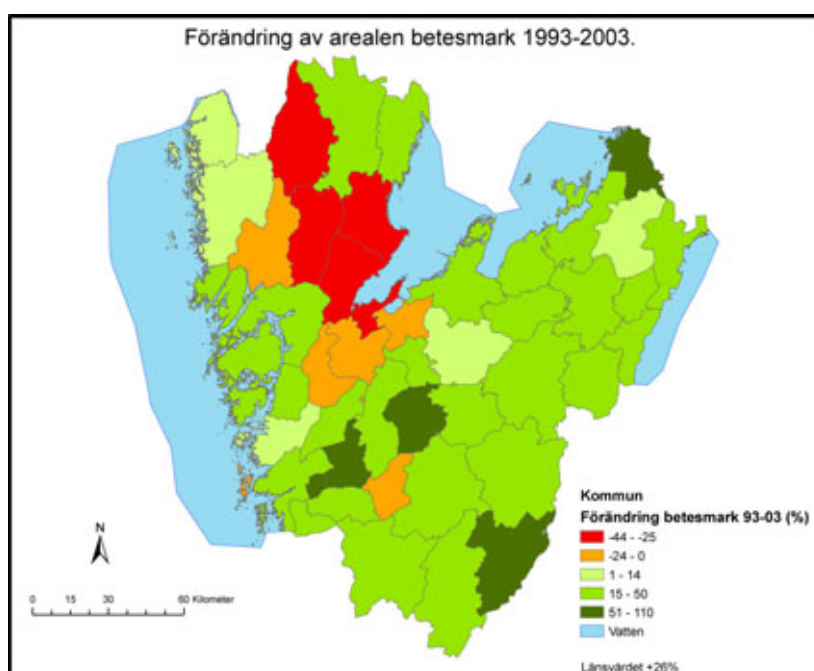 Förändring av arealen betesmark 1993-2003.
Kommun
Förändring betesmark 93-03 (%)
-44 - -25
-24 - 0
1 - 14
15 - 50
51 - 110
Vatten
N
0 15 30 60 Kilometer
Länsvärdet +26%